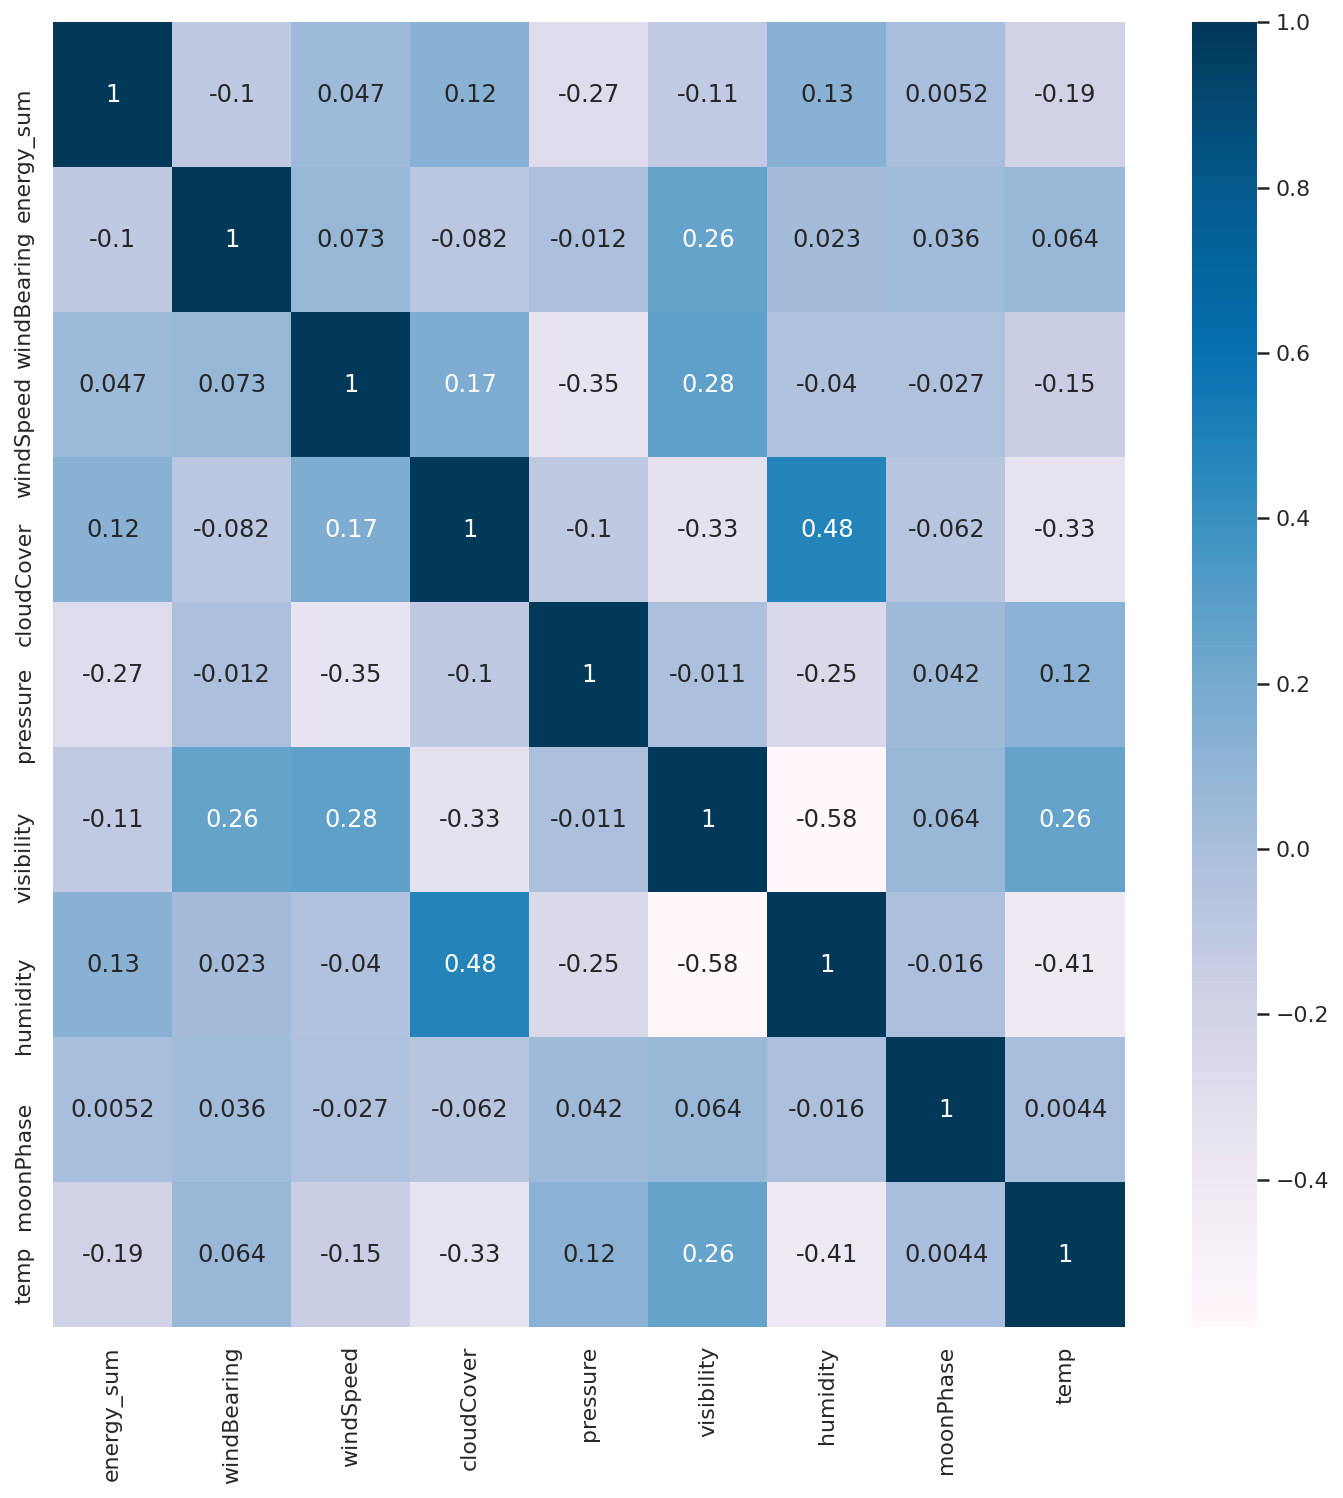 energy_sum 1 -0.1 0.047 0.12 -0.27 -0.11 0.13 0.0052 -0.19
windBearing -0.1 1 0.073 -0.082 -0.012 0.26 0.023 0.036 0.064
windSpeed 0.047 0.073 1 0.17 -0.35 0.28 -0.04 -0.027 -0.15
cloudCover 0.12 -0.082 0.17 1 -0.1 -0.33 0.48 -0.062 -0.33
pressure -0.27 -0.012 -0.35 -0.1 1 -0.011 -0.25 0.042 0.12
visibility -0.11 0.26 0.28 -0.33 -0.011 1 -0.58 0.064 0.26
humidity 0.13 0.023 -0.04 0.48 -0.25 -0.58 1 -0.016 -0.41
moonPhase 0.0052 0.036 -0.027 -0.062 0.042 0.064 -0.016 1 0.0044
temp -0.19 0.064 -0.15 -0.33 0.12 0.26 -0.41 0.0044 1
energy_sum windBearing windSpeed cloudCover pressure visibility humidity moonPhase temp
1.0
0.8
0.6
0.4
0.2
0.0
−0.2
−0.4